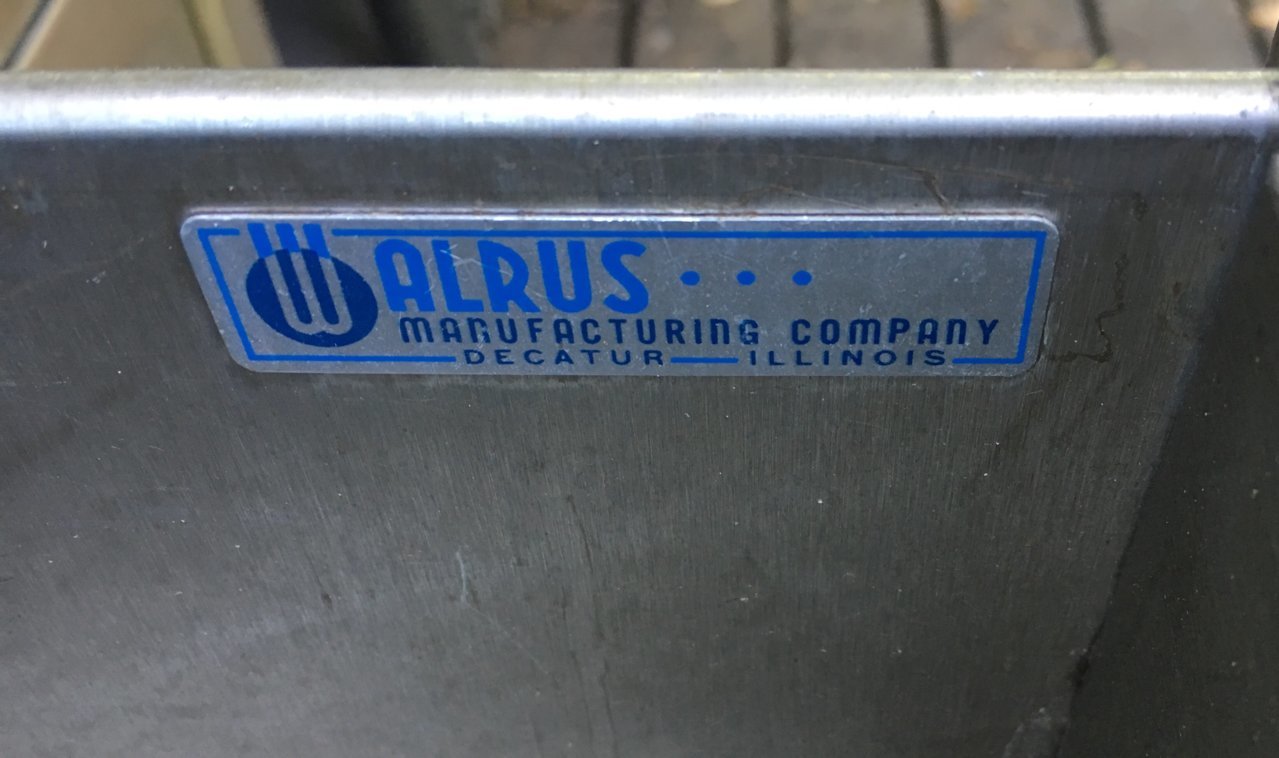 WALRUS...
MANUFACTURING COMPANY
DECATUR ILLINOIS